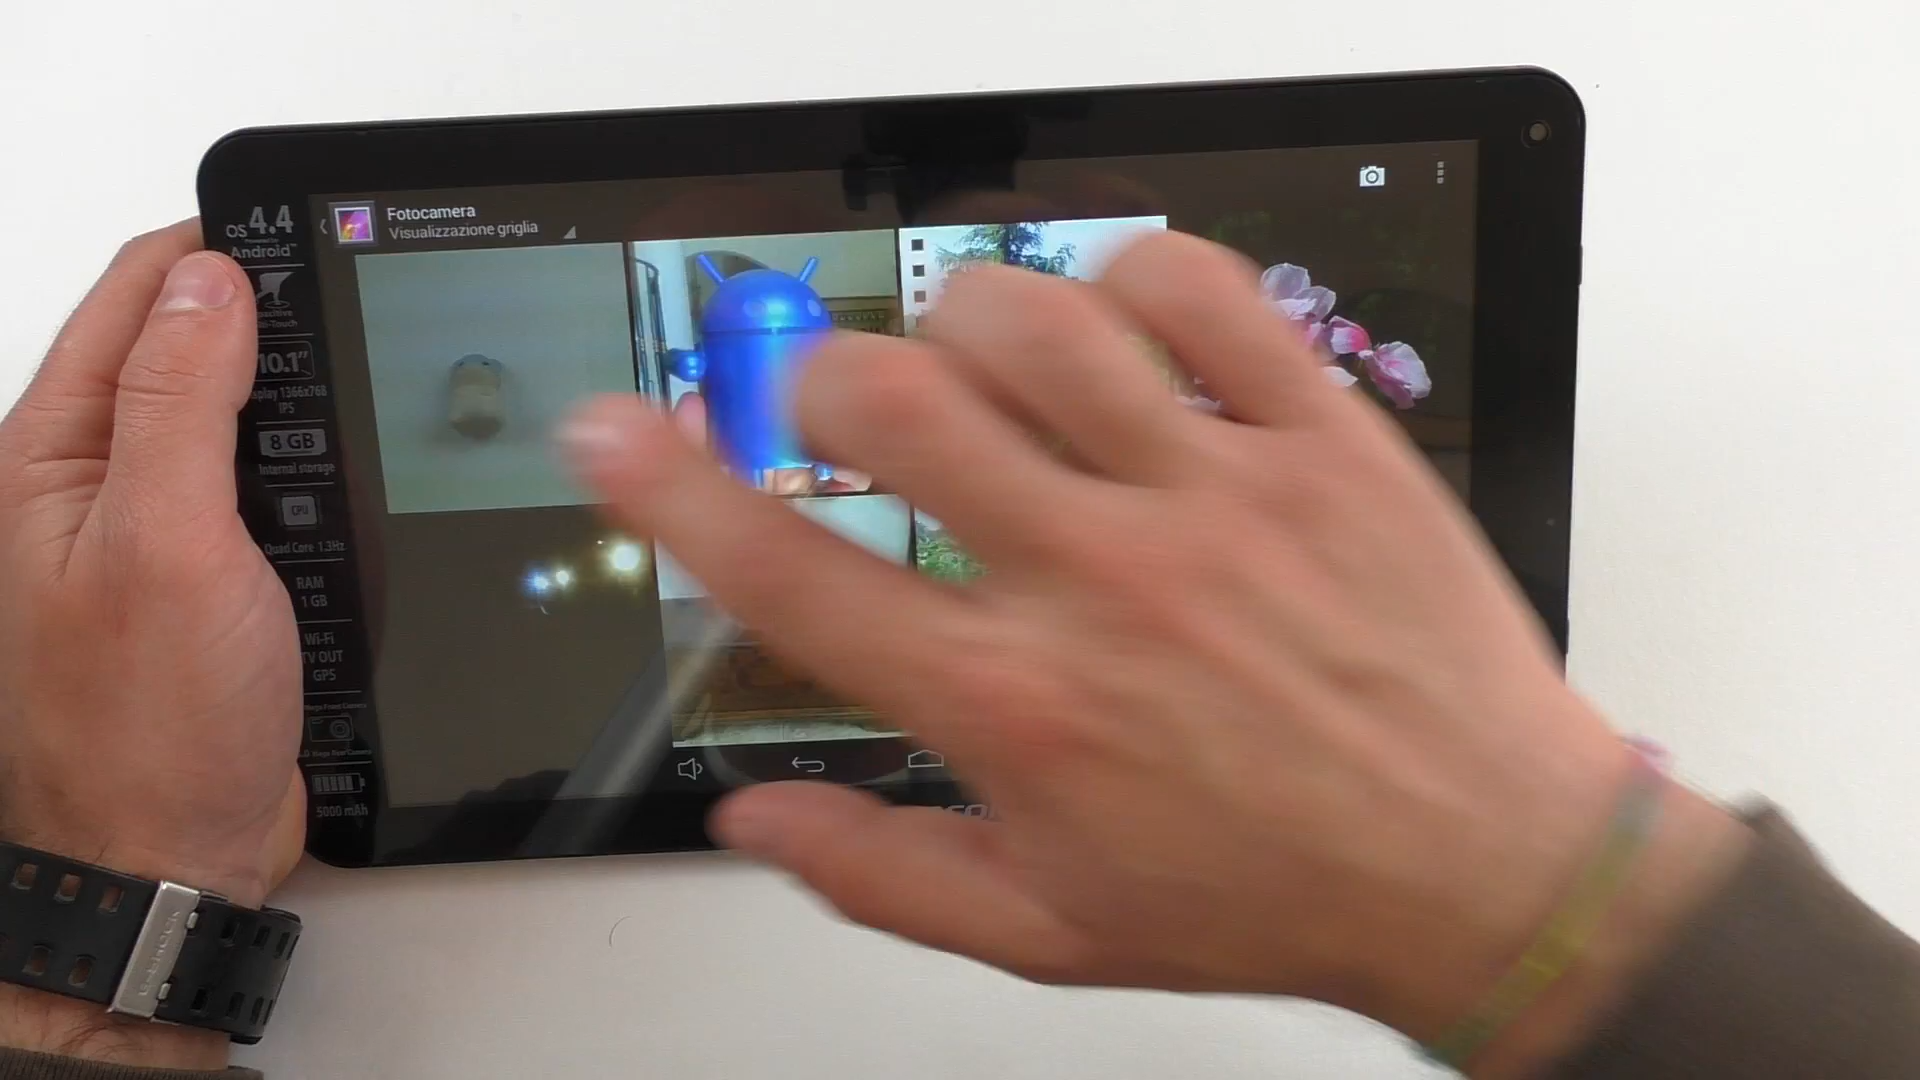 OS 4.4
Android™
10.1"
display 1366x768
IPS
8 GB
Internal storage
CPU
Quad Core 1.3Hz
RAM
1 GB
Wi-Fi
TV OUT
GPS
5000 mAh
Fotocamera
Visualizzazione griglia